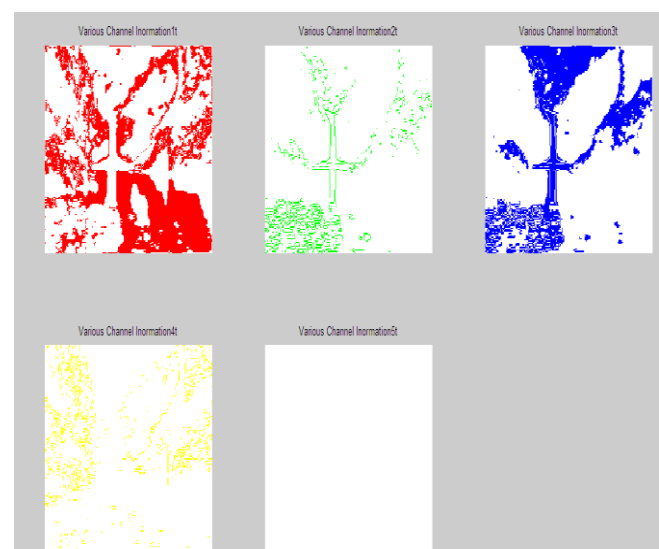 Various Channel Inormation1t
Various Channel Inormation2t
Various Channel Inormation3t
Various Channel Inormation4t
Various Channel Inormation5t